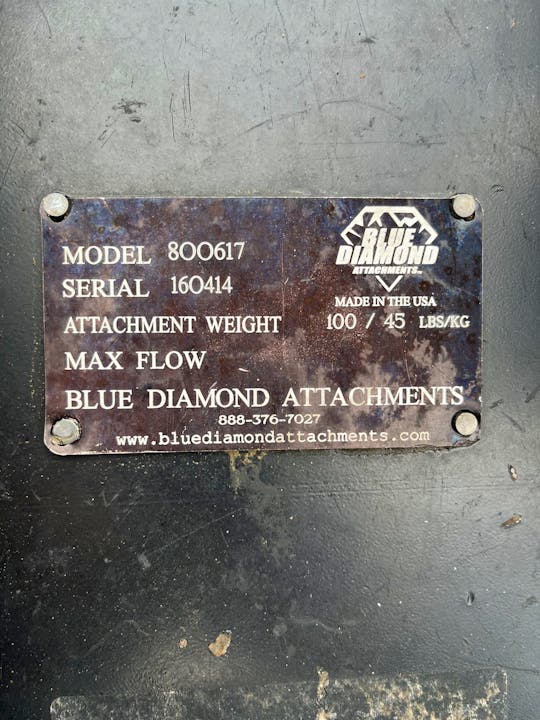 BLUE
DIAMOND
ATTACHMENTS
MADE IN THE USA
MODEL 800617
SERIAL 160414
ATTACHMENT WEIGHT 100 / 45 LBS/KG
MAX FLOW
BLUE DIAMOND ATTACHMENTS
888-376-7027
www.bluediamondattachments.com